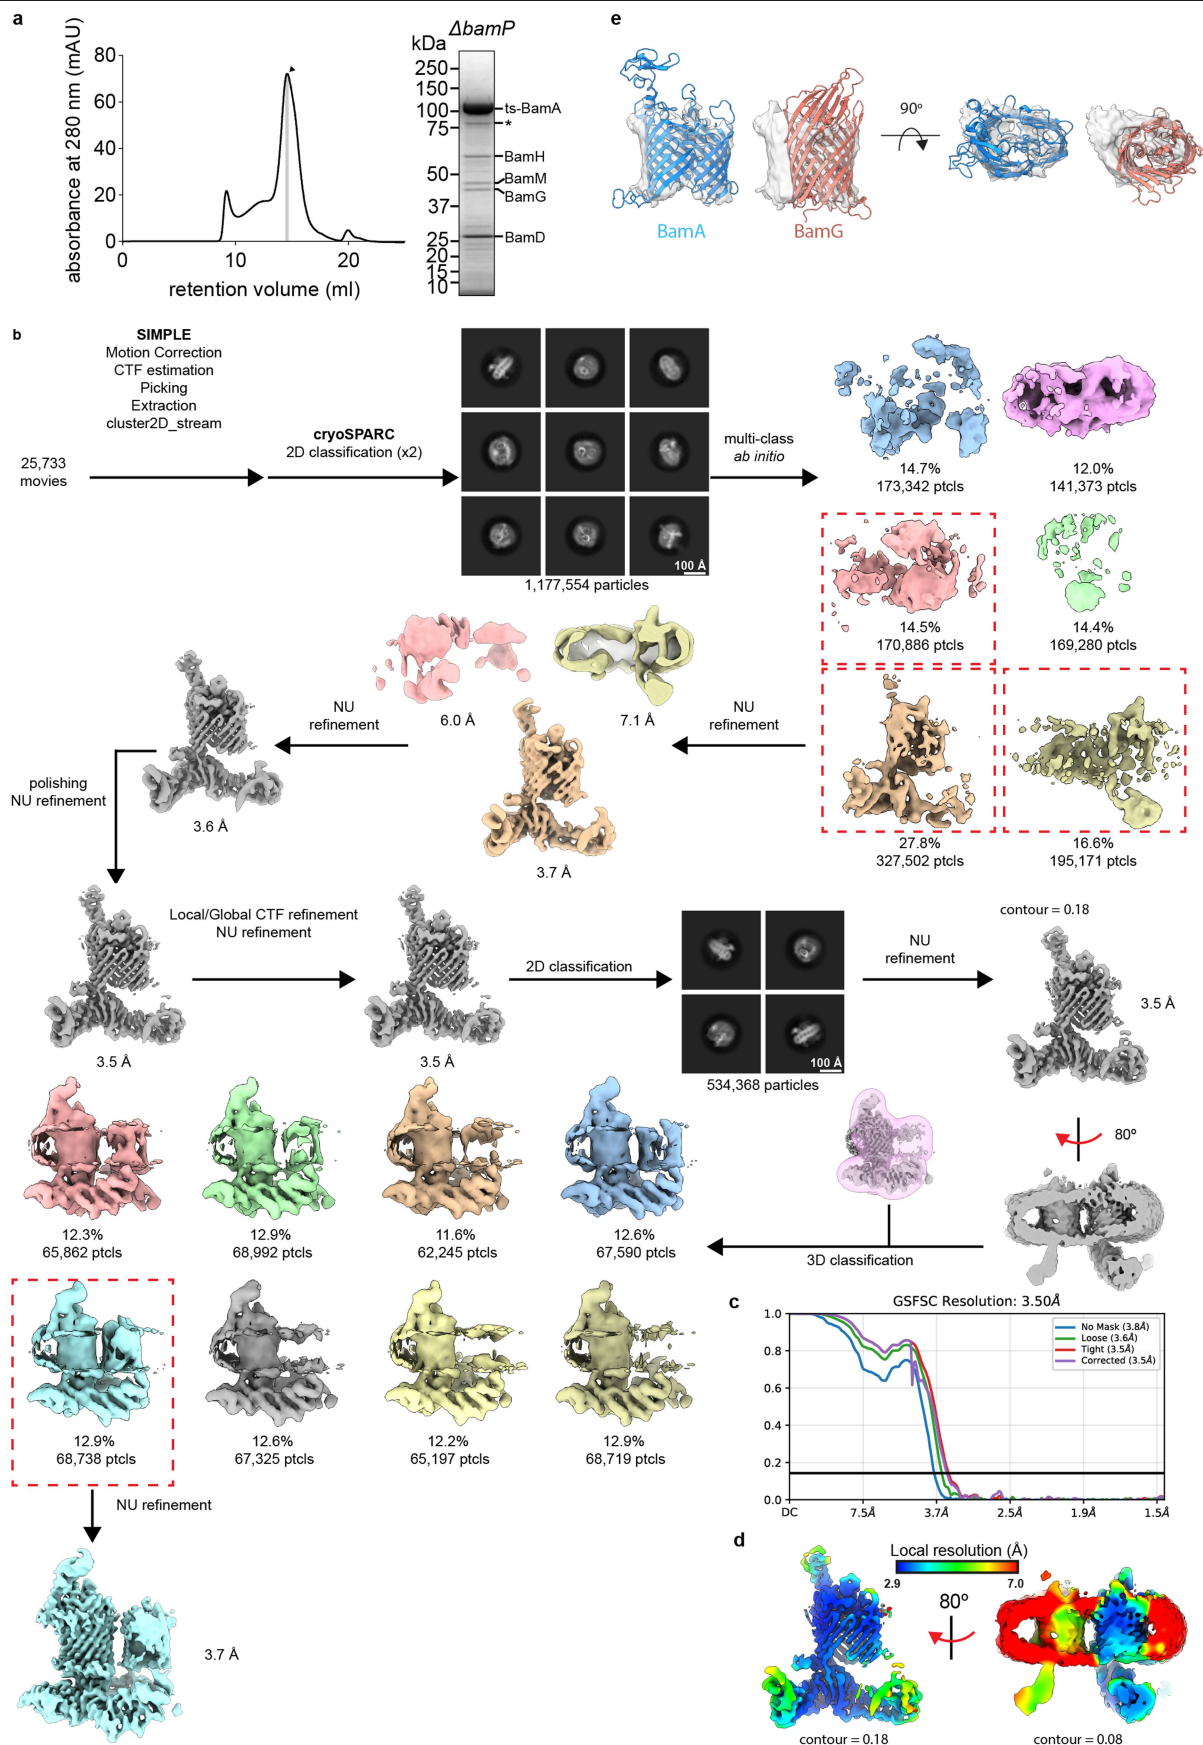 a
absorbance at 280 nm (mAU)
80
60
40
20
0
0
10
20
retention volume (ml)
ΔbamP
kDa
250
150
100
75
50
37
25
20
15
10
ts-BamA
*
BamH
BamM
BamG
BamD
e
90º
BamA
BamG
b
SIMPLE
Motion Correction
CTF estimation
Picking
Extraction
cluster2D_stream
25,733
movies
cryoSPARC
2D classification (x2)
100 Å
1,177,554 particles
multi-class
ab initio
14.7%
173,342 ptcls
12.0%
141,373 ptcls
14.5%
170,886 ptcls
14.4%
169,280 ptcls
27.8%
327,502 ptcls
16.6%
195,171 ptcls
NU
refinement
6.0 Å
7.1 Å
3.7 Å
NU
refinement
3.6 Å
polishing
NU refinement
3.5 Å
Local/Global CTF refinement
NU refinement
3.5 Å
2D classification
100 Å
534,368 particles
NU
refinement
contour = 0.18
3.5 Å
80º
3D classification
12.3%
65,862 ptcls
12.9%
68,992 ptcls
11.6%
62,245 ptcls
12.6%
67,590 ptcls
12.9%
68,738 ptcls
12.6%
67,325 ptcls
12.2%
65,197 ptcls
12.9%
68,719 ptcls
NU refinement
3.7 Å
c
GSFSC Resolution: 3.50Å
1.0
0.8
0.6
0.4
0.2
0.0
DC
7.5Å
3.7Å
2.5Å
1.9Å
1.5Å
No Mask (3.8Å)
Loose (3.6Å)
Tight (3.5Å)
Corrected (3.5Å)
d
Local resolution (Å)
2.9
7.0
80º
contour = 0.18
contour = 0.08